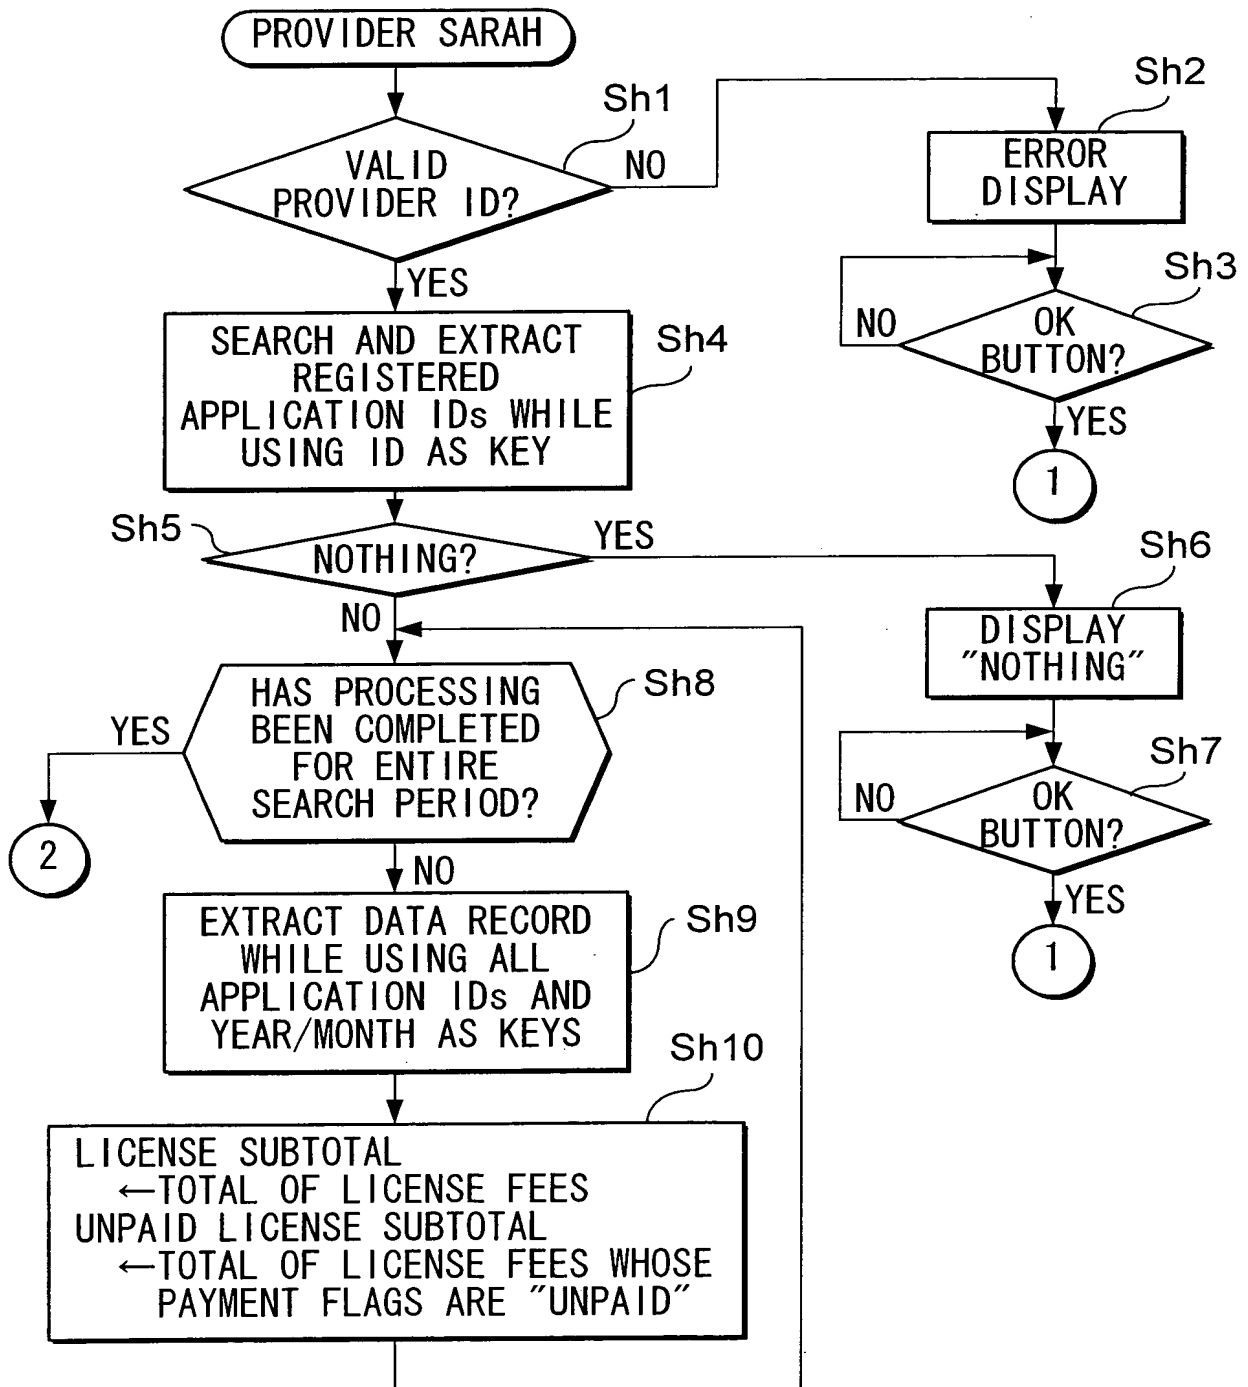 PROVIDER SARAH
Sh1
VALID
PROVIDER ID?
NO
Sh2
ERROR
DISPLAY
YES
Sh3
OK
BUTTON?
NO
YES
1
Sh4
SEARCH AND EXTRACT
REGISTERED
APPLICATION IDs WHILE
USING ID AS KEY
Sh5
NOTHING?
YES
NO
Sh6
DISPLAY
"NOTHING"
Sh7
OK
BUTTON?
NO
YES
1
Sh8
HAS PROCESSING
BEEN COMPLETED
FOR ENTIRE
SEARCH PERIOD?
YES
2
NO
Sh9
EXTRACT DATA RECORD
WHILE USING ALL
APPLICATION IDs AND
YEAR/MONTH AS KEYS
Sh10
LICENSE SUBTOTAL
←TOTAL OF LICENSE FEES
UNPAID LICENSE SUBTOTAL
←TOTAL OF LICENSE FEES WHOSE
PAYMENT FLAGS ARE "UNPAID"